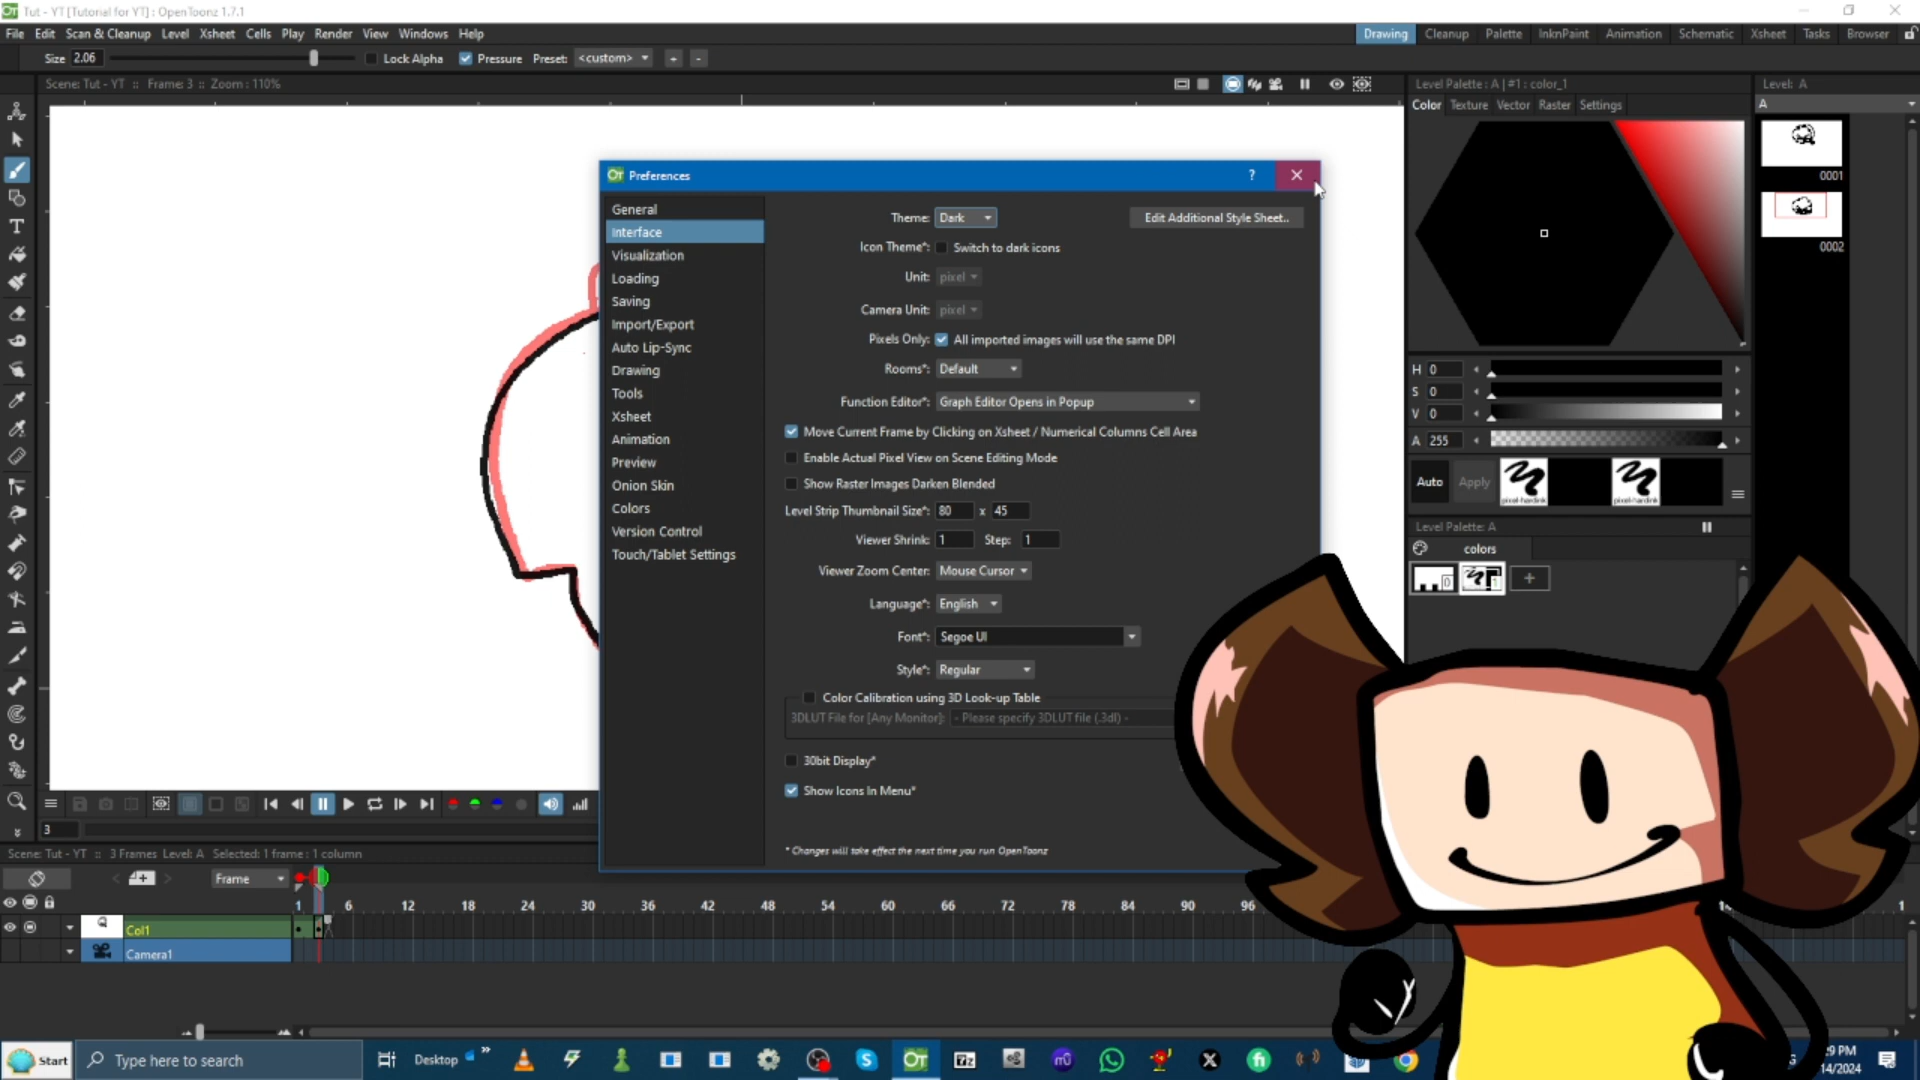 Tut - YT [Tutorial for YT] : OpenToonz 1.7.1
File Edit Scan & Cleanup Level Xsheet Cells Play Render View Windows Help
Drawing Cleanup Palette InknPaint Animation Schematic Xsheet Tasks Browser
Size 2.06 Lock Alpha Pressure Preset: <custom> + -
Scene: Tut - YT :: Frame: 3 :: Zoom : 110%
Level Palette : A | #1 : color_1
Level: A
Color Texture Vector Raster Settings
A
0001
0002
Preferences
?
General
Interface
Visualization
Loading
Saving
Import/Export
Auto Lip-Sync
Drawing
Tools
Xsheet
Animation
Preview
Onion Skin
Colors
Version Control
Touch/Tablet Settings
Theme: Dark Edit Additional Style Sheet..
Icon Theme*: Switch to dark icons
Unit: pixel
Camera Unit: pixel
Pixels Only: All imported images will use the same DPI
Rooms*: Default
Function Editor*: Graph Editor Opens in Popup
Move Current Frame by Clicking on Xsheet / Numerical Columns Cell Area
Enable Actual Pixel View on Scene Editing Mode
Show Raster Images Darken Blended
Level Strip Thumbnail Size*: 80 x 45
Viewer Shrink: 1 Step: 1
Viewer Zoom Center: Mouse Cursor
Language*: English
Font*: Segoe UI
Style*: Regular
Color Calibration using 3D Look-up Table
3DLUT File for [Any Monitor]: - Please specify 3DLUT file (.3dl) -
30bit Display*
Show Icons In Menu*
* Changes will take effect the next time you run OpenToonz
H 0
S 0
V 0
A 255
Auto Apply
Level Palette: A
colors
0 1 +
3
Scene: Tut - YT :: 3 Frames Level: A Selected: 1 frame : 1 column
Frame
1 6 12 18 24 30 36 42 48 54 60 66 72 78 84 90 96
Col1
Camera1
Start Type here to search Desktop